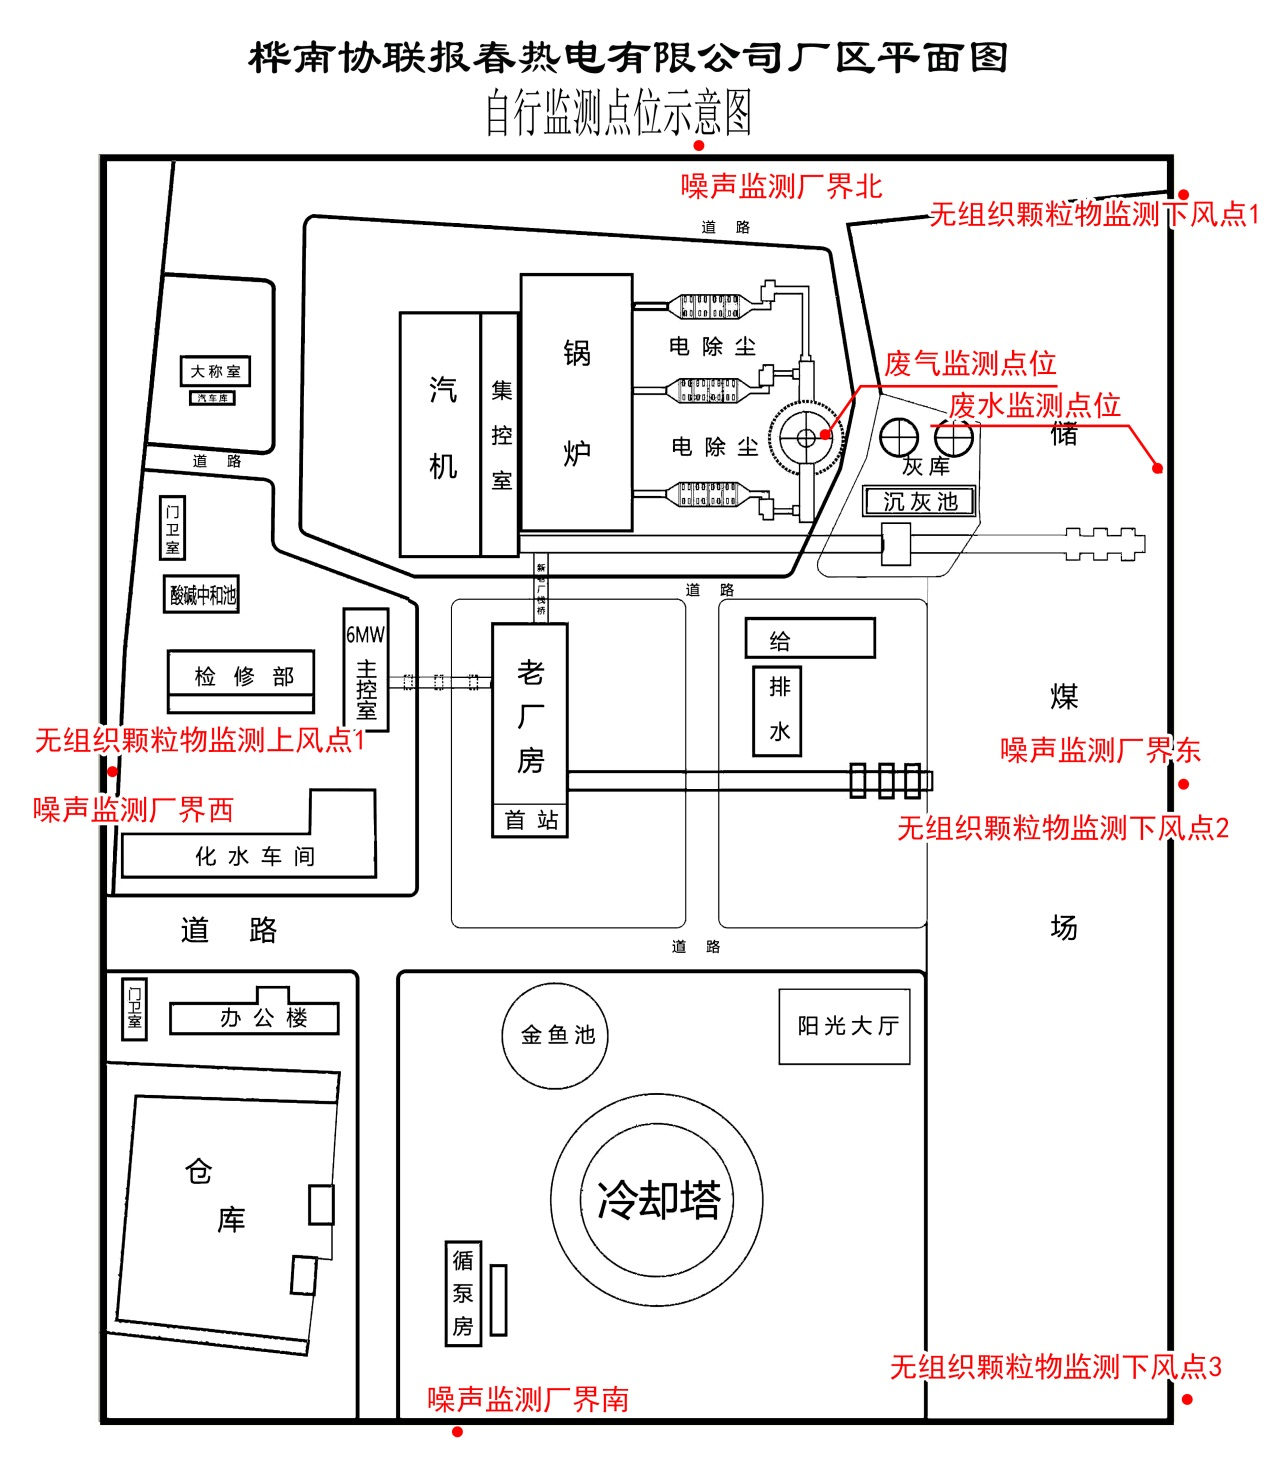 桦南协联报春热电有限公司厂区平面图
自行监测点位示意图
噪声监测厂界北
无组织颗粒物监测下风点1
道路
锅炉
汽机
集控室
电除尘
电除尘
废气监测点位
废水监测点位
大称室
汽车库
道路
储煤场
灰库
沉灰池
门卫室
酸碱中和池
新老厂栈桥
道路
6MW主控室
检修部
老厂房
首站
给排水
无组织颗粒物监测上风点1
噪声监测厂界西
噪声监测厂界东
无组织颗粒物监测下风点2
化水车间
道路
道路
门卫室
办公楼
金鱼池
阳光大厅
仓库
冷却塔
循泵房
无组织颗粒物监测下风点3
噪声监测厂界南